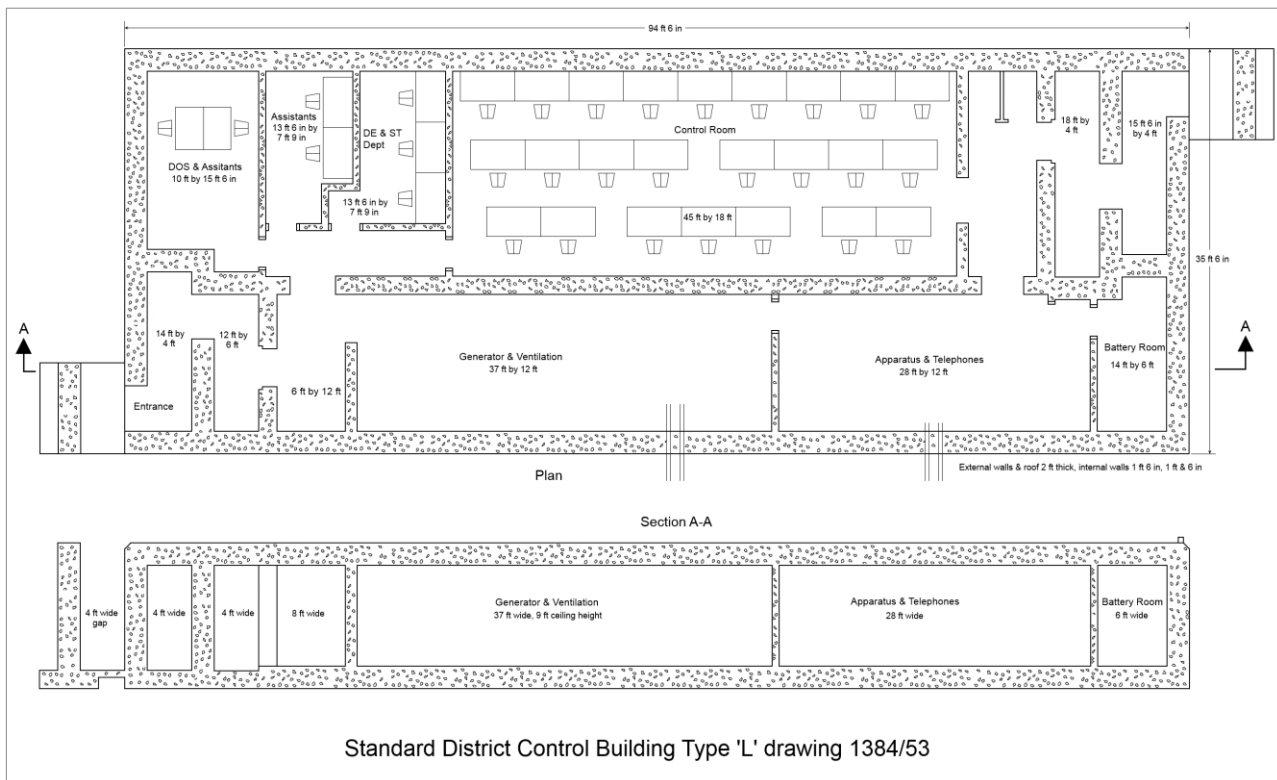 94 ft 6 in
Assistants
13 ft 6 in by
7 ft 9 in
DE & ST
Dept
Control Room
18 ft by
4 ft
15 ft 6 in
by 4 ft
DOS & Assitants
10 ft by 15 ft 6 in
13 ft 6 in by
7 ft 9 in
45 ft by 18 ft
35 ft 6 in
A
A
14 ft by
4 ft
12 ft by
6 ft
Generator & Ventilation
37 ft by 12 ft
Apparatus & Telephones
28 ft by 12 ft
Battery Room
14 ft by 6 ft
6 ft by 12 ft
Entrance
External walls & roof 2 ft thick, internal walls 1 ft 6 in, 1 ft & 6 in
Plan
Section A-A
4 ft wide
gap
4 ft wide
4 ft wide
8 ft wide
Generator & Ventilation
37 ft wide, 9 ft ceiling height
Apparatus & Telephones
28 ft wide
Battery Room
6 ft wide
Standard District Control Building Type 'L' drawing 1384/53